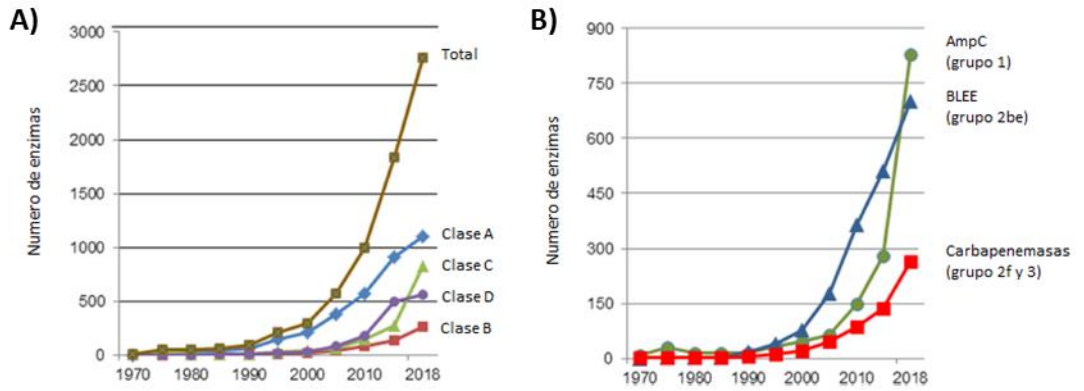 A)
Numero de enzimas
3000
2500
2000
1500
1000
500
0
1970 1980 1990 2000 2010 2018
Total
Clase A
Clase C
Clase D
Clase B
B)
Numero de enzimas
900
750
600
450
300
150
0
1970 1980 1990 2000 2010 2018
AmpC
(grupo 1)
BLEE
(grupo 2be)
Carbapenemasas
(grupo 2f y 3)